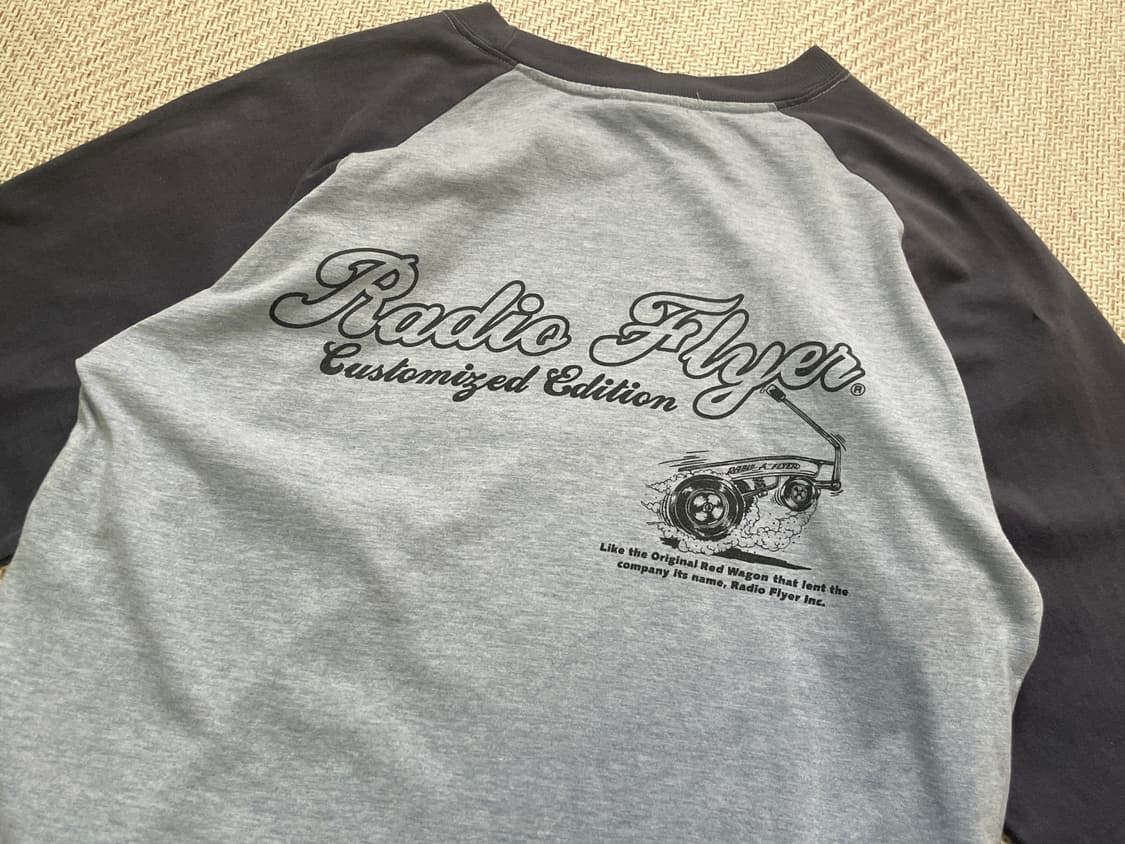 Radio Flyer®
Customized Edition
RADIO-A-FLYER
Like the Original Red Wagon that lent the
company its name, Radio Flyer Inc.